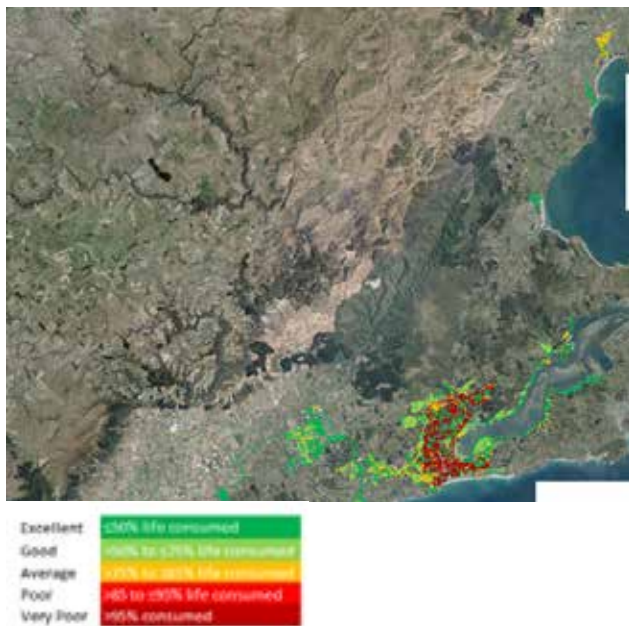 Excellent ≤50% life consumed
Good >50% to ≤75% life consumed
Average >75% to ≤85% life consumed
Poor >85 to ≤95% life consumed
Very Poor >95% consumed